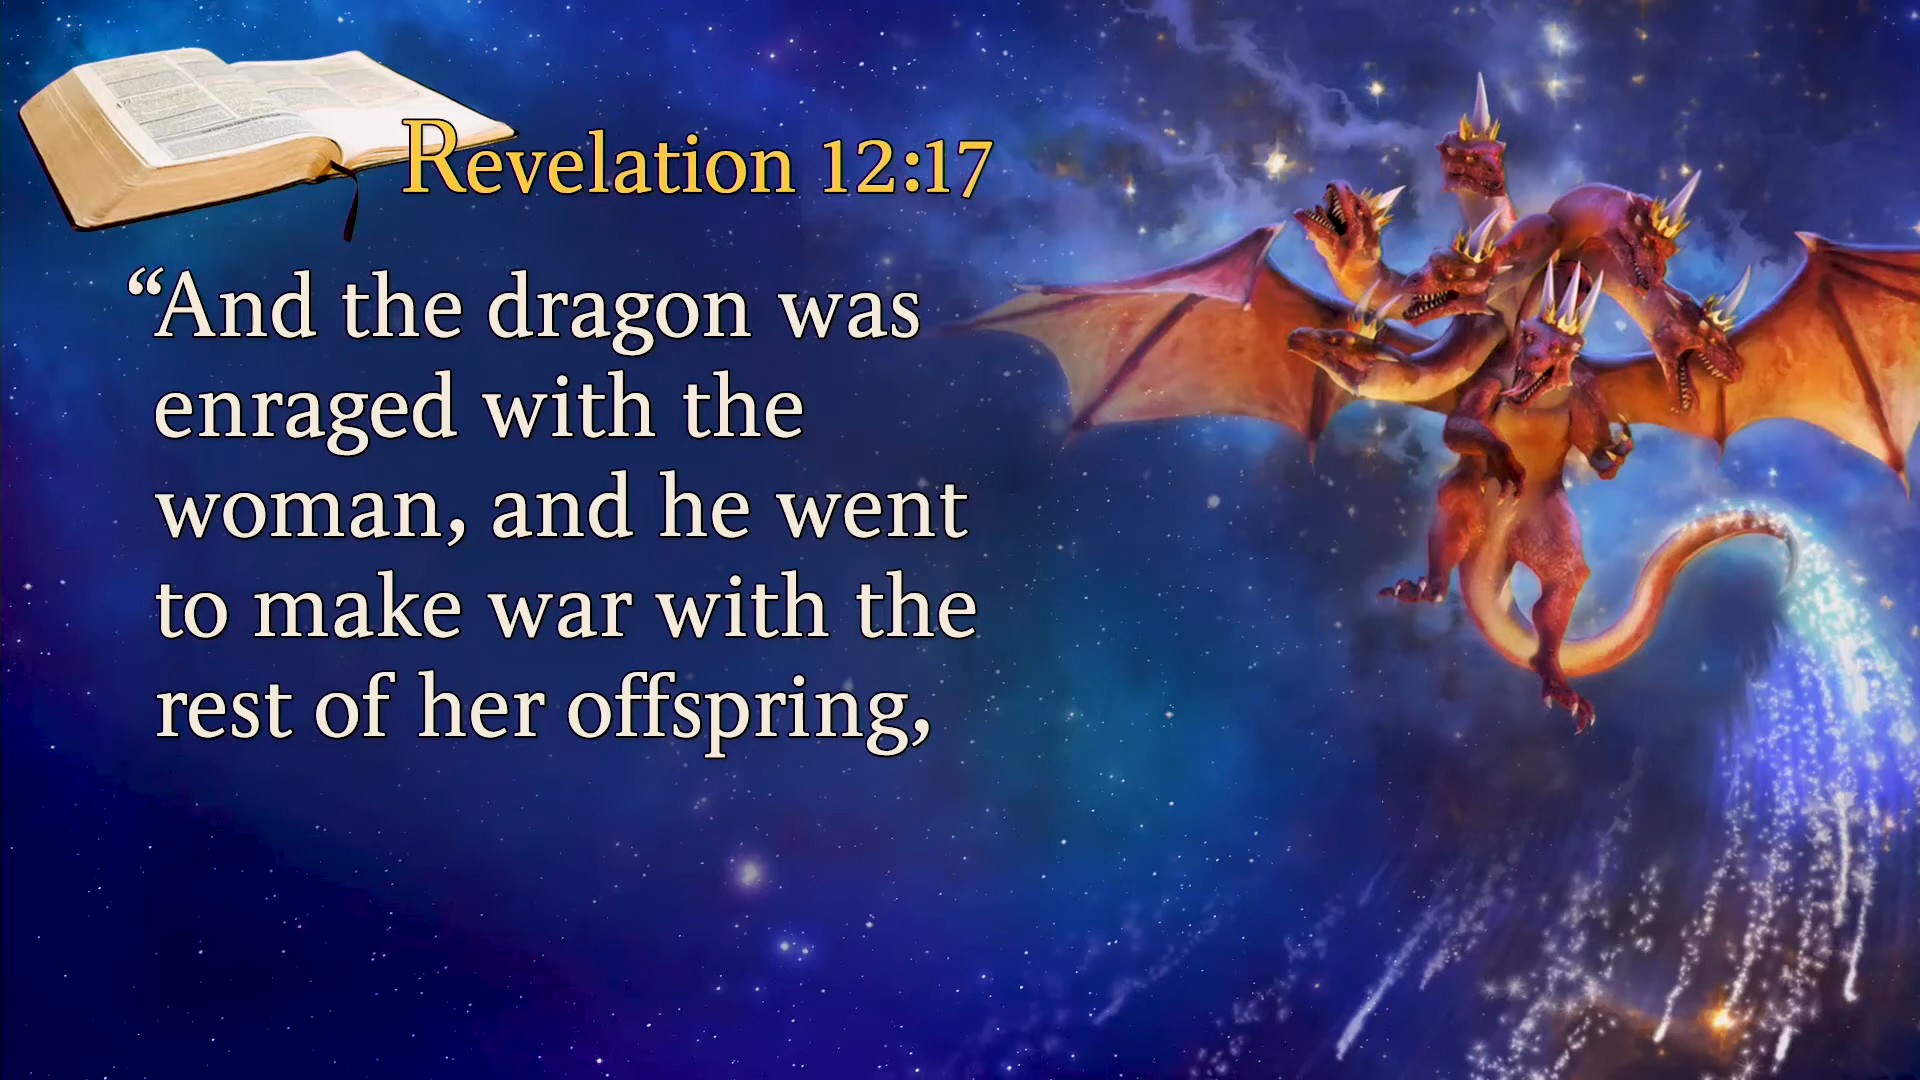 Revelation 12:17
“And the dragon was
enraged with the
woman, and he went
to make war with the
rest of her offspring,